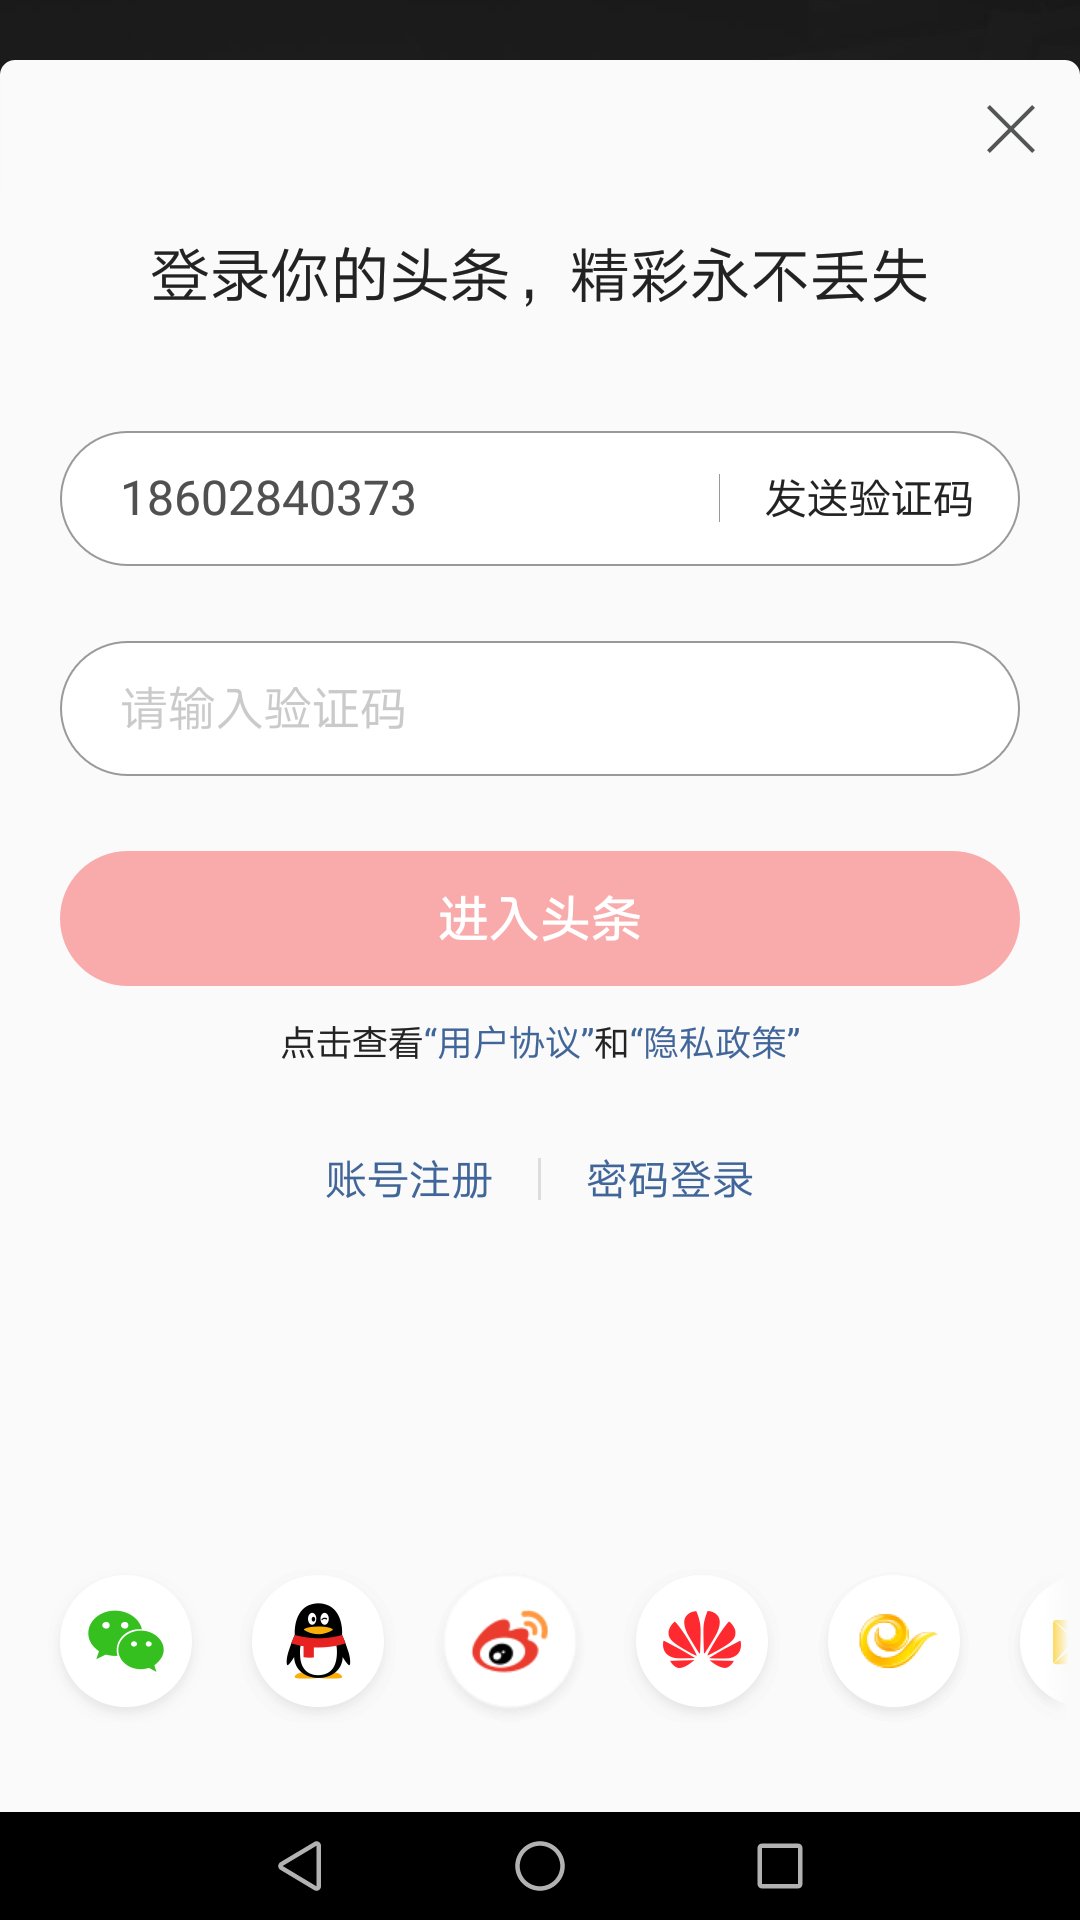 登录你的头条，精彩永不丢失
18602840373 发送验证码
请输入验证码
进入头条
点击查看“用户协议”和“隐私政策”
账号注册 密码登录